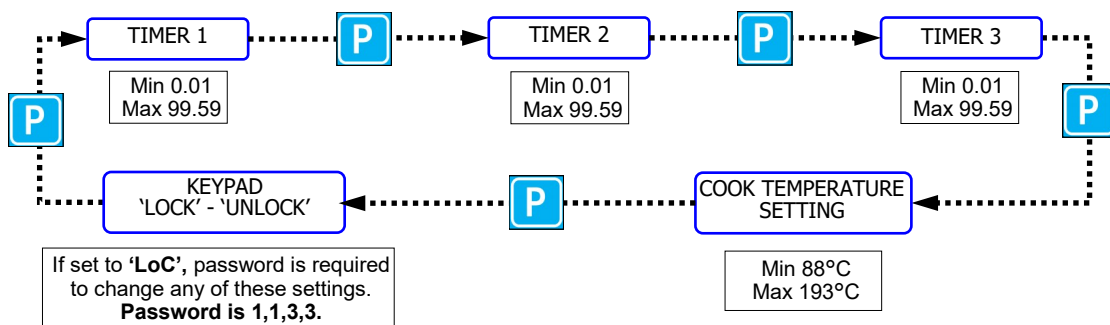 TIMER 1
P
TIMER 2
P
TIMER 3
Min 0.01
Max 99.59
Min 0.01
Max 99.59
Min 0.01
Max 99.59
P
P
KEYPAD
‘LOCK’ - ‘UNLOCK’
P
COOK TEMPERATURE
SETTING
If set to ‘LoC’, password is required
to change any of these settings.
Password is 1,1,3,3.
Min 88°C
Max 193°C